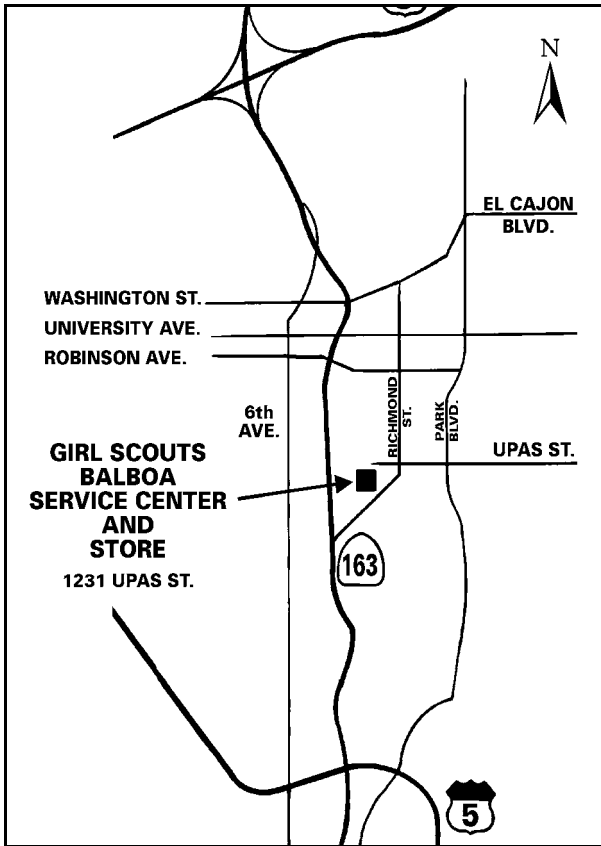 N
EL CAJON
BLVD.
WASHINGTON ST.
UNIVERSITY AVE.
ROBINSON AVE.
RICHMOND
ST.
PARK
BLVD.
6th
AVE.
UPAS ST.
GIRL SCOUTS
BALBOA
SERVICE CENTER
AND
STORE
1231 UPAS ST.
163
5